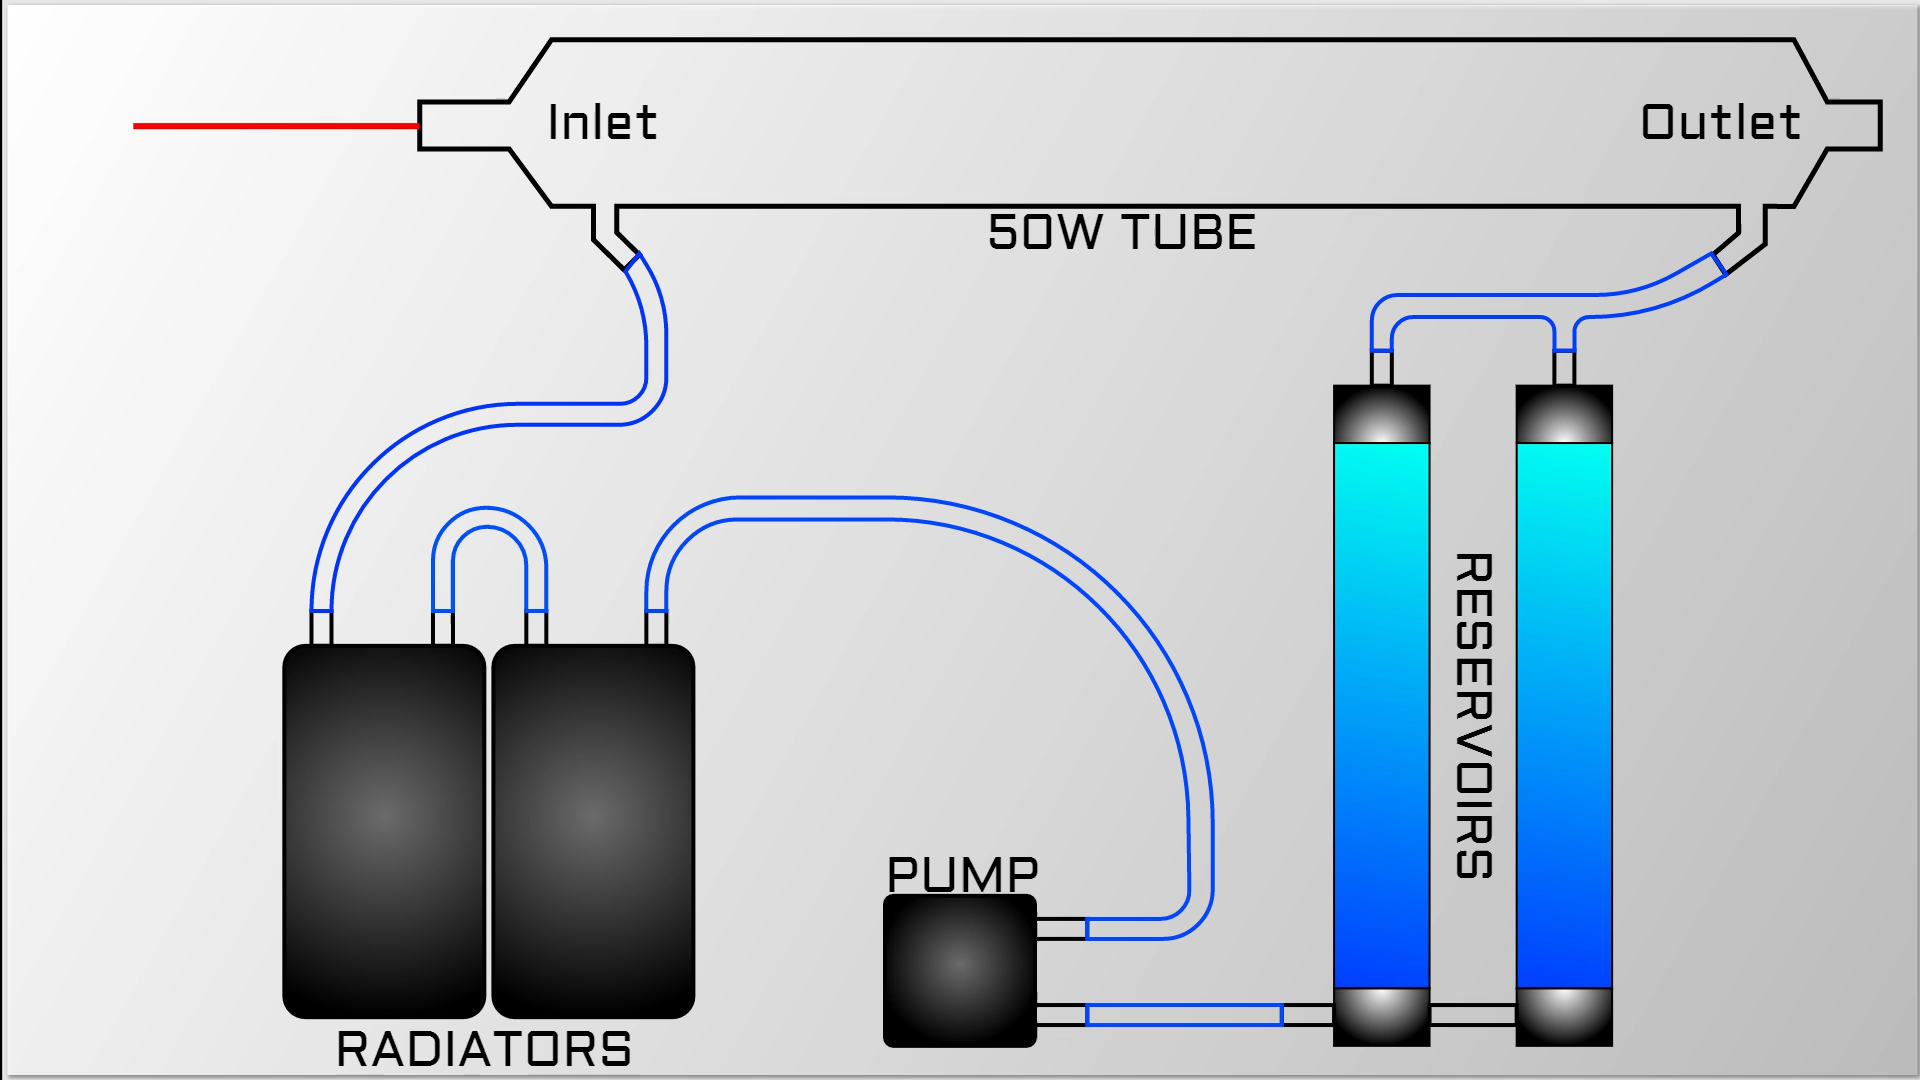 Inlet
Outlet
50W TUBE
RESERVOIRS
PUMP
RADIATORS